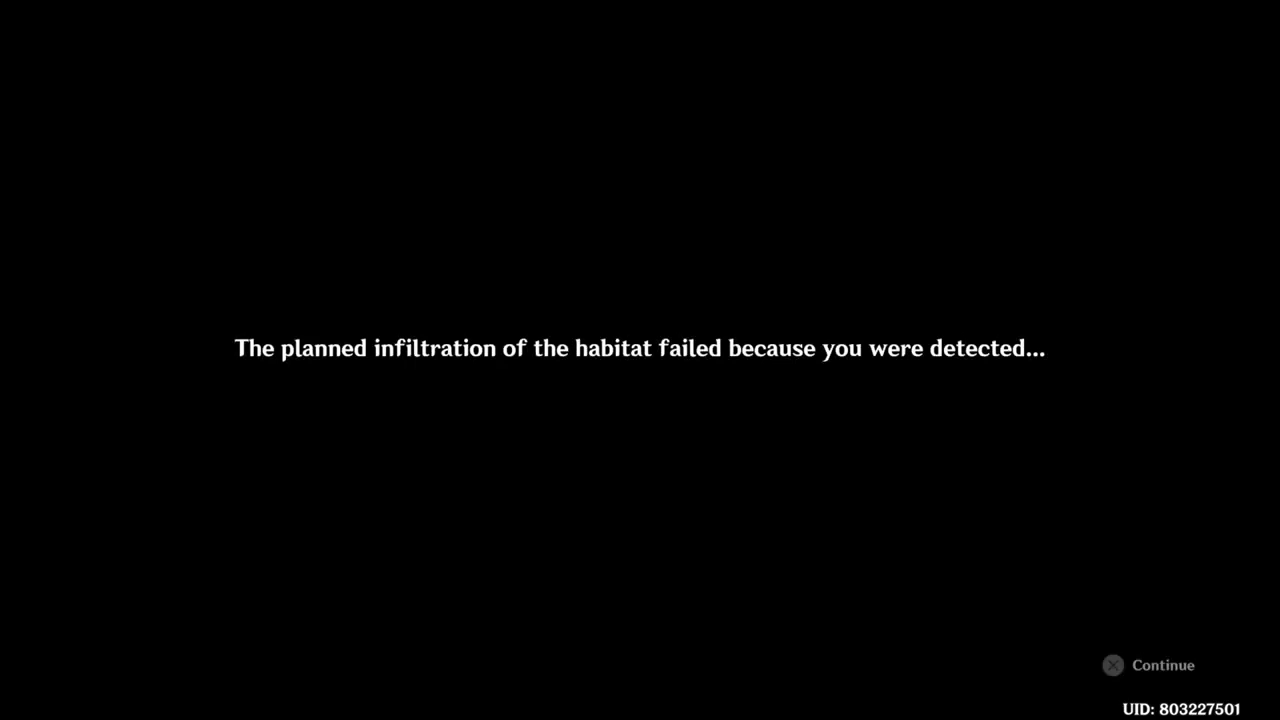 The planned infiltration of the habitat failed because you were detected...
Continue
UID: 803227501